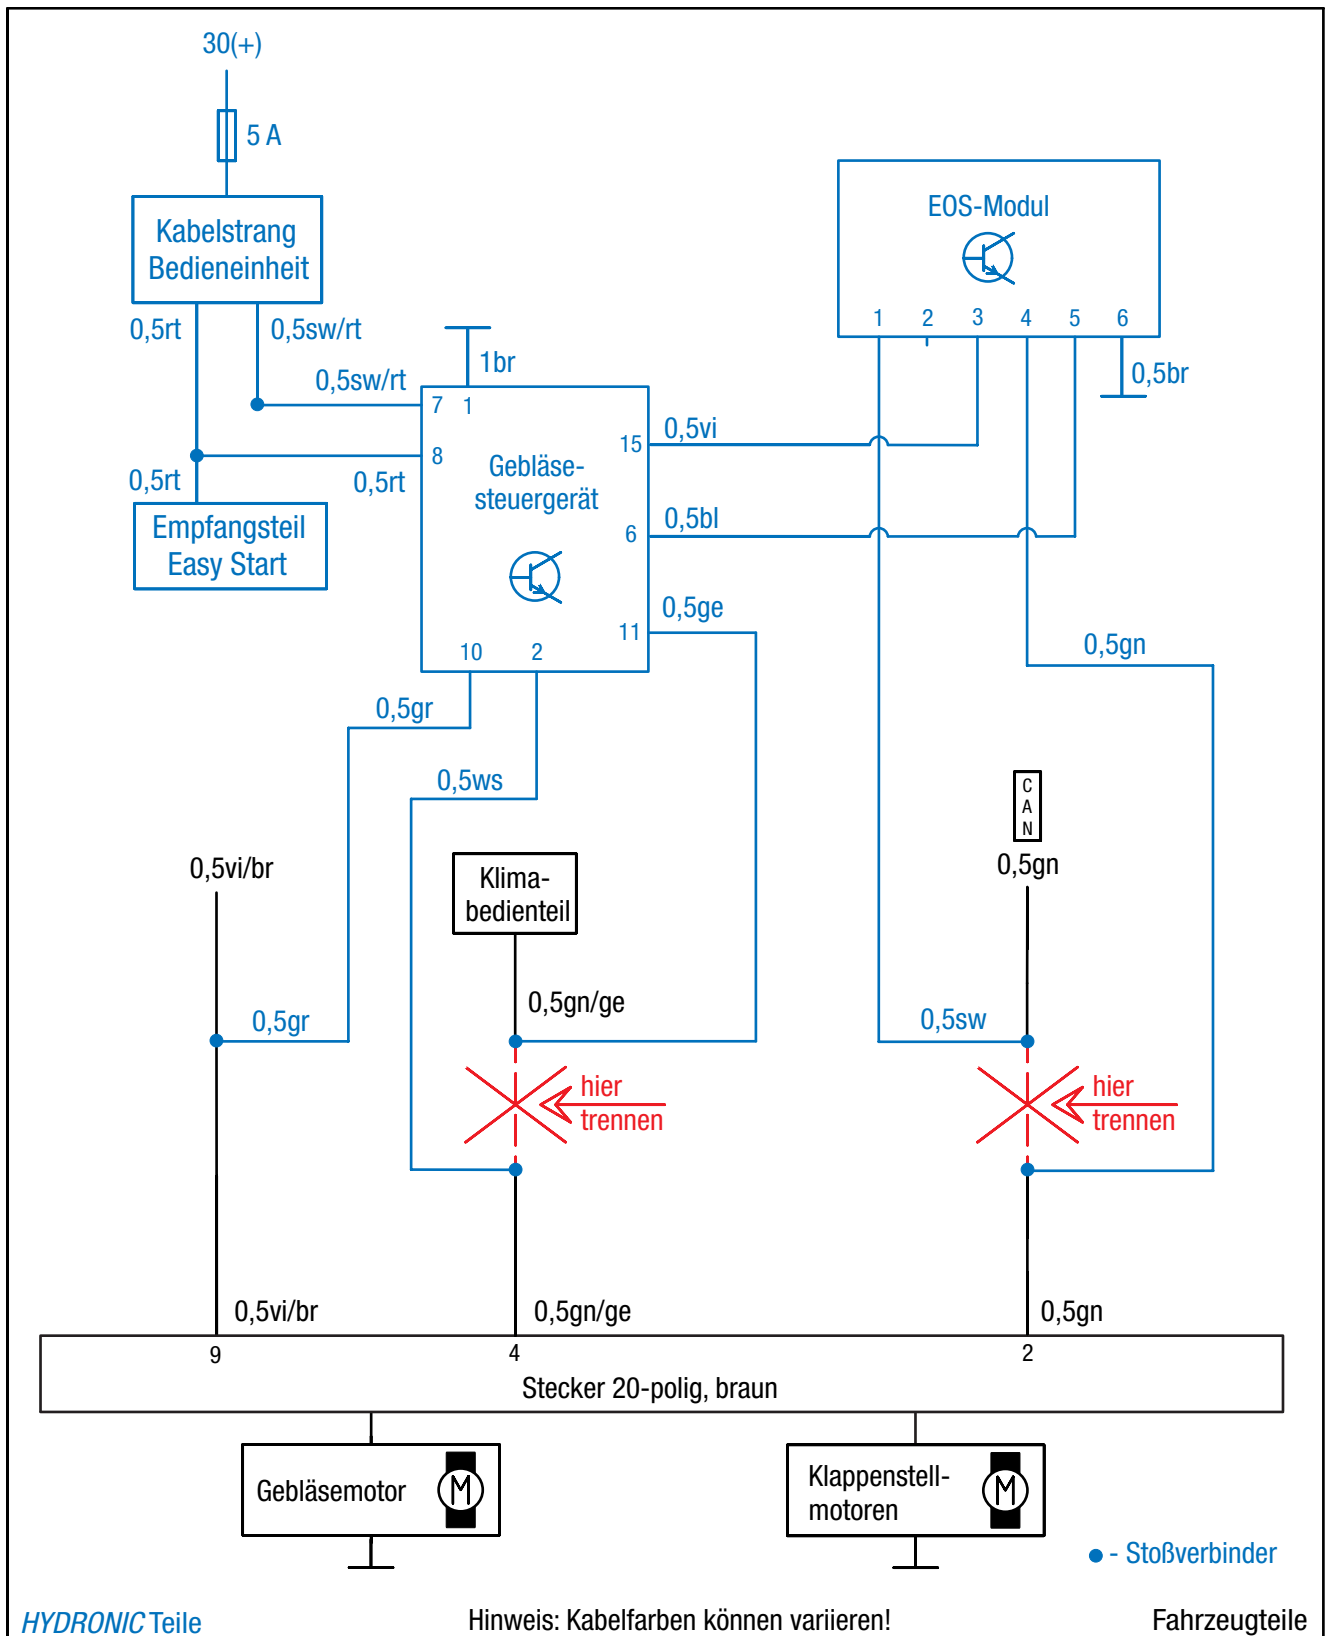 30(+)
5 A
Kabelstrang
Bedieneinheit
0,5rt
0,5sw/rt
0,5sw/rt
1br
EOS-Modul
1 2 3 4 5 6
0,5br
7 1
8
0,5rt
0,5rt
Empfangsteil
Easy Start
Gebläse-
steuergerät
15
0,5vi
6
0,5bl
11
0,5ge
10 2
0,5gn
0,5gr
0,5ws
C
A
N
0,5vi/br
Klima-
bedienteil
0,5gn
0,5gn/ge
0,5gr
0,5sw
hier
trennen
hier
trennen
0,5vi/br
0,5gn/ge
0,5gn
9 4 2
Stecker 20-polig, braun
Gebläsemotor
M
Klappenstell-
motoren
M
- Stoßverbinder
HYDRONIC Teile
Hinweis: Kabelfarben können variieren!
Fahrzeugteile